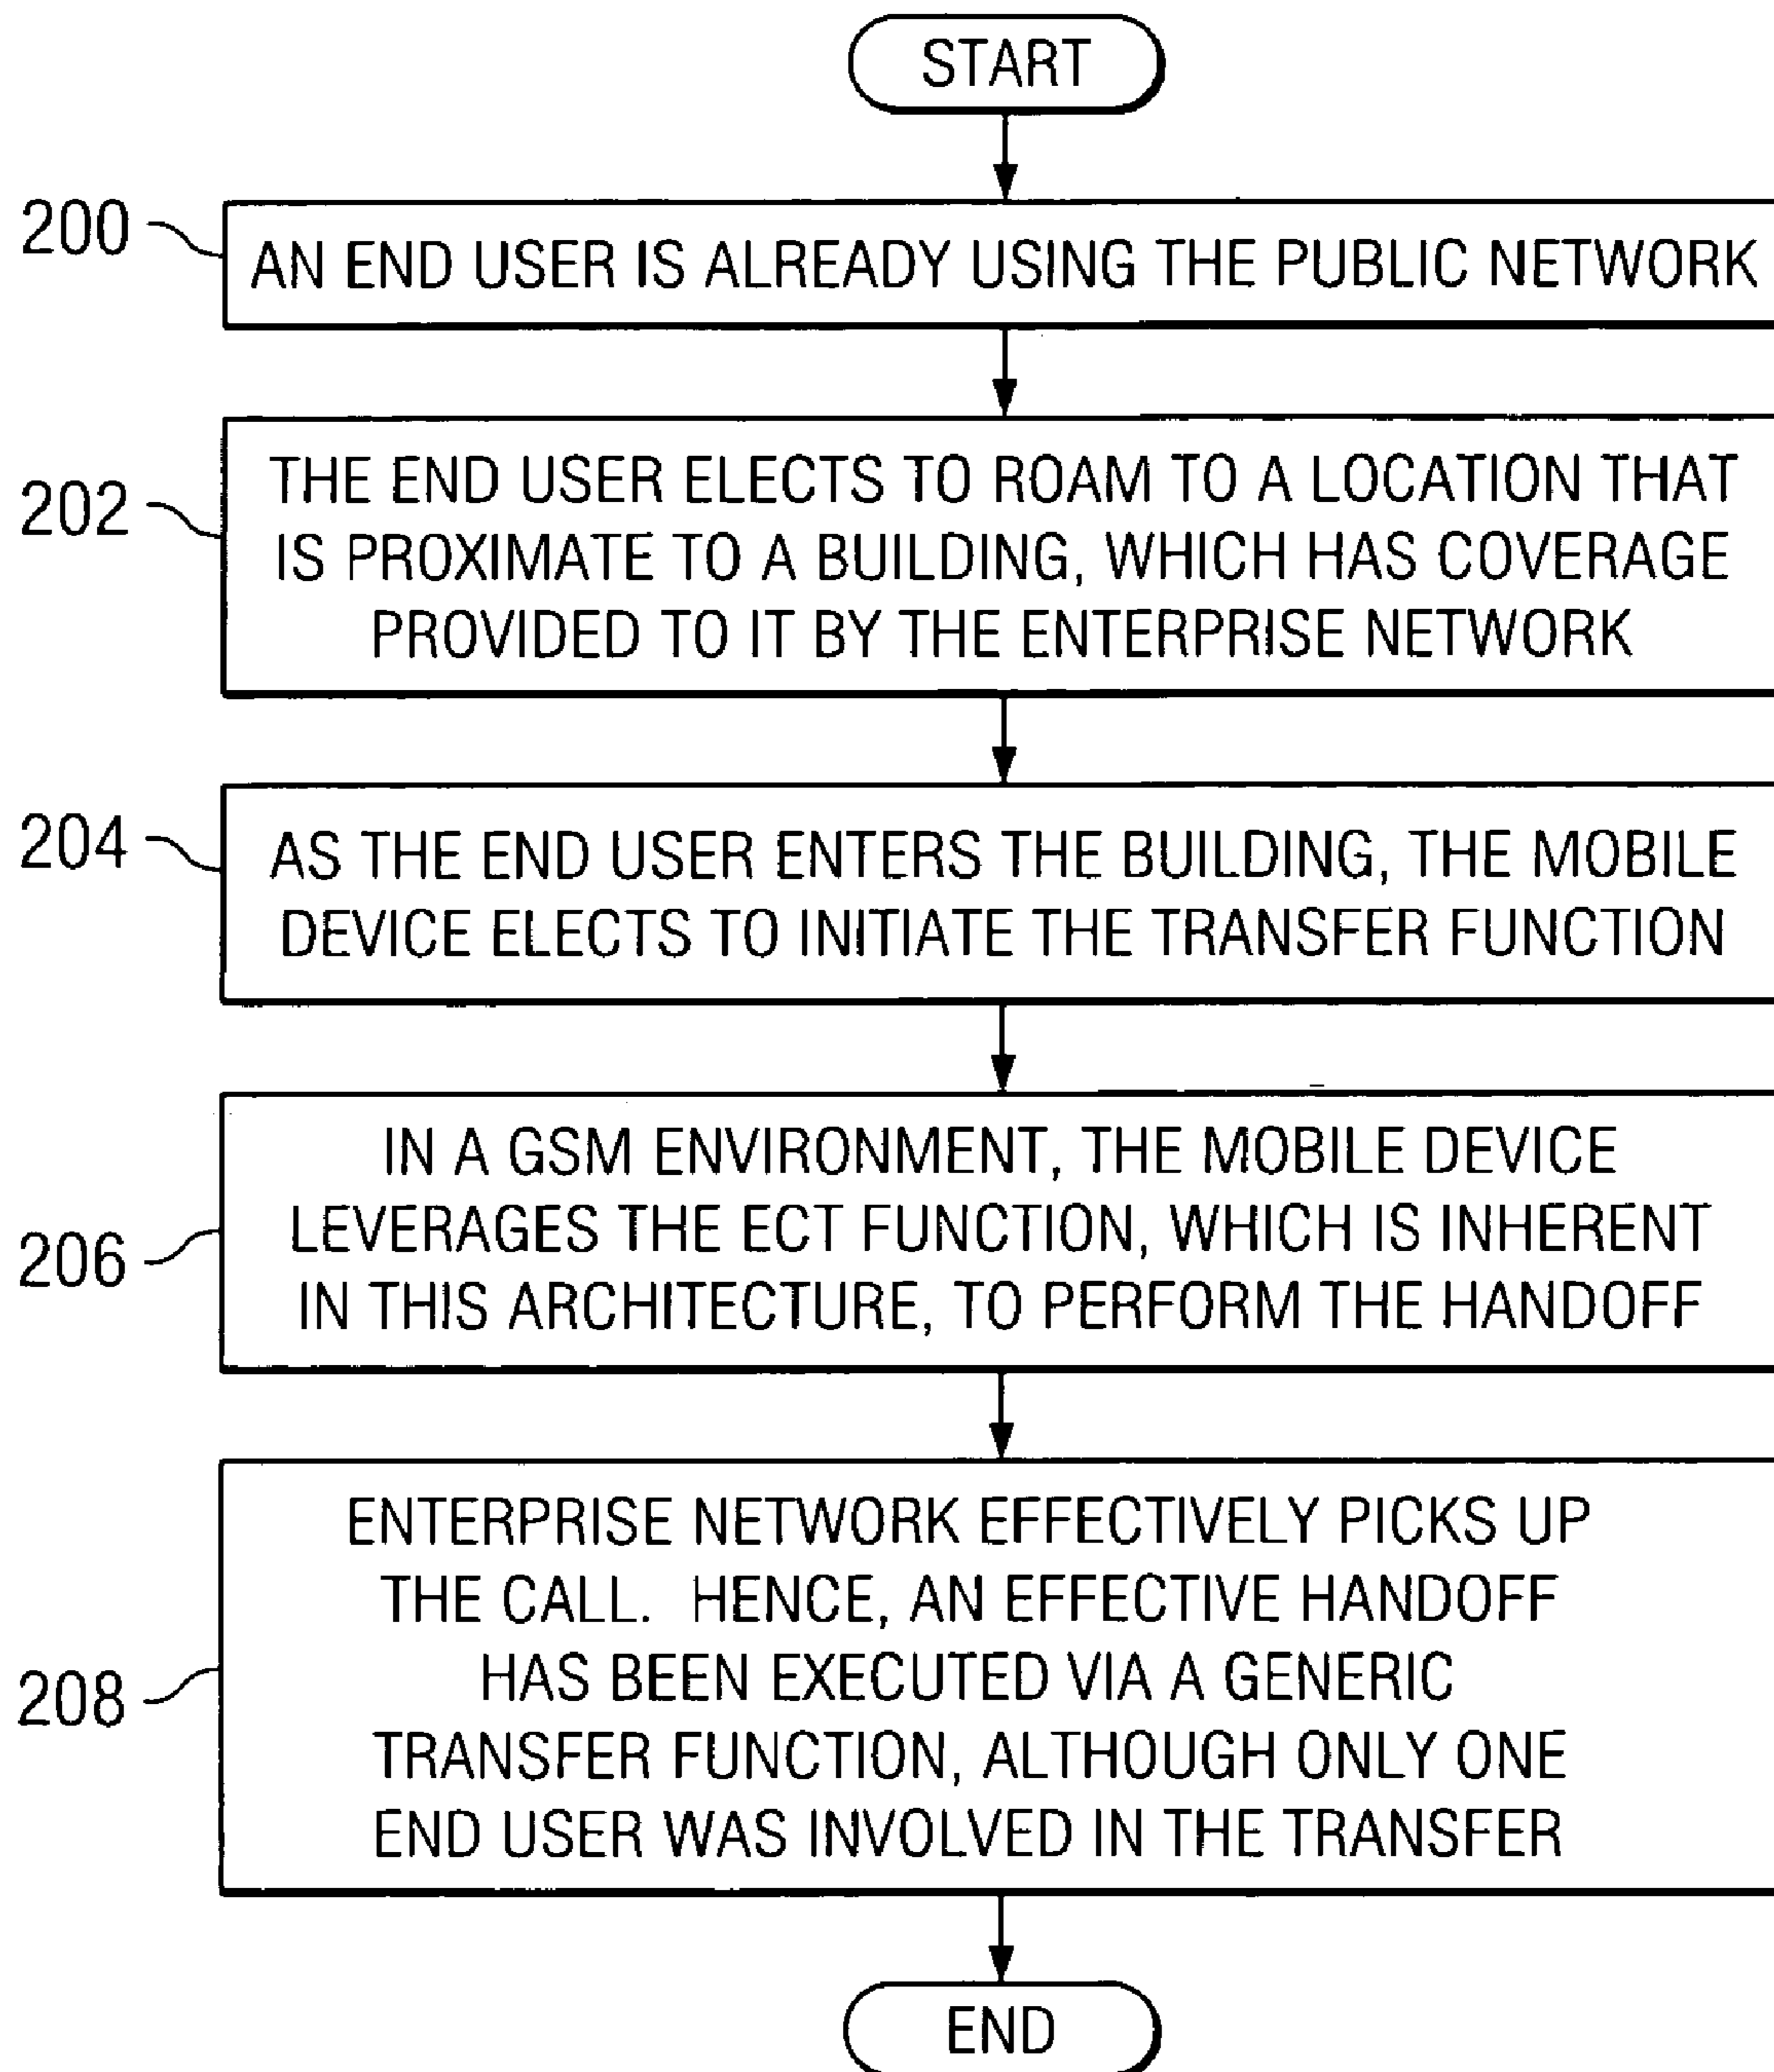 START
200
AN END USER IS ALREADY USING THE PUBLIC NETWORK
202
THE END USER ELECTS TO ROAM TO A LOCATION THAT
IS PROXIMATE TO A BUILDING, WHICH HAS COVERAGE
PROVIDED TO IT BY THE ENTERPRISE NETWORK
204
AS THE END USER ENTERS THE BUILDING, THE MOBILE
DEVICE ELECTS TO INITIATE THE TRANSFER FUNCTION
206
IN A GSM ENVIRONMENT, THE MOBILE DEVICE
LEVERAGES THE ECT FUNCTION, WHICH IS INHERENT
IN THIS ARCHITECTURE, TO PERFORM THE HANDOFF
208
ENTERPRISE NETWORK EFFECTIVELY PICKS UP
THE CALL. HENCE, AN EFFECTIVE HANDOFF
HAS BEEN EXECUTED VIA A GENERIC
TRANSFER FUNCTION, ALTHOUGH ONLY ONE
END USER WAS INVOLVED IN THE TRANSFER
END